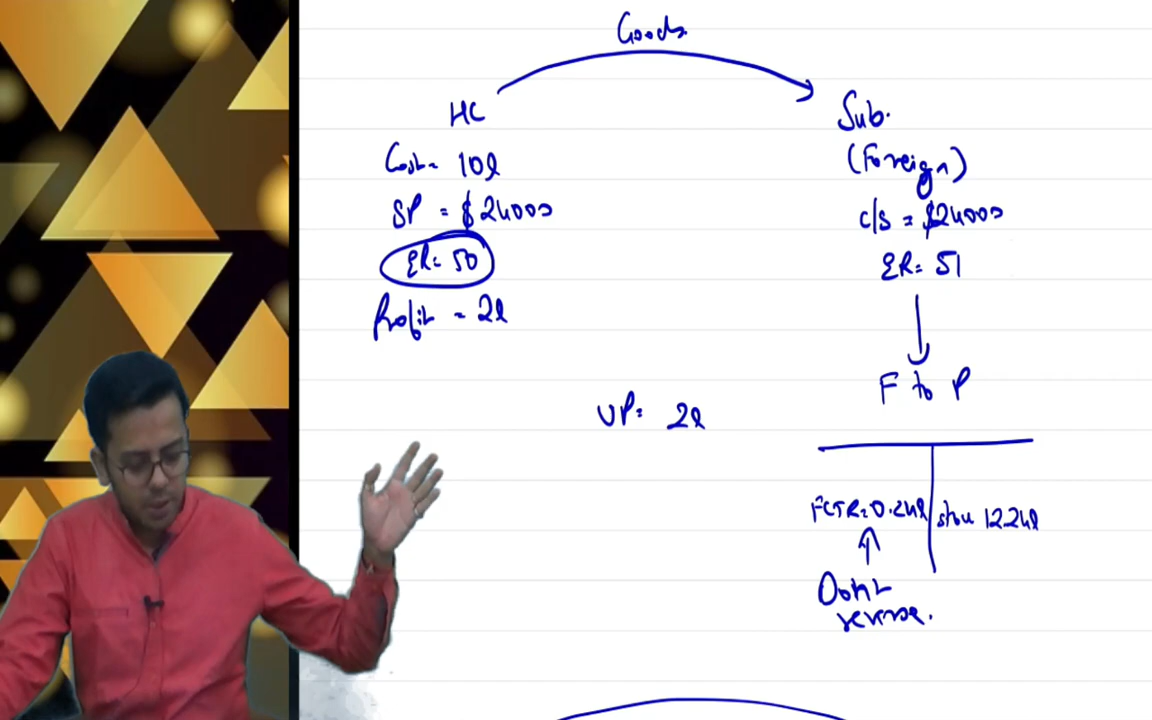 Goods
HC
Cost = 10l
SP = $24000
ER = 50
Profit = 2l
Sub.
(Foreign)
c/s = $24000
ER = 51
F to P
UP = 2l
FCTR = 0.24l
stock 12.24l
Don't
reverse.